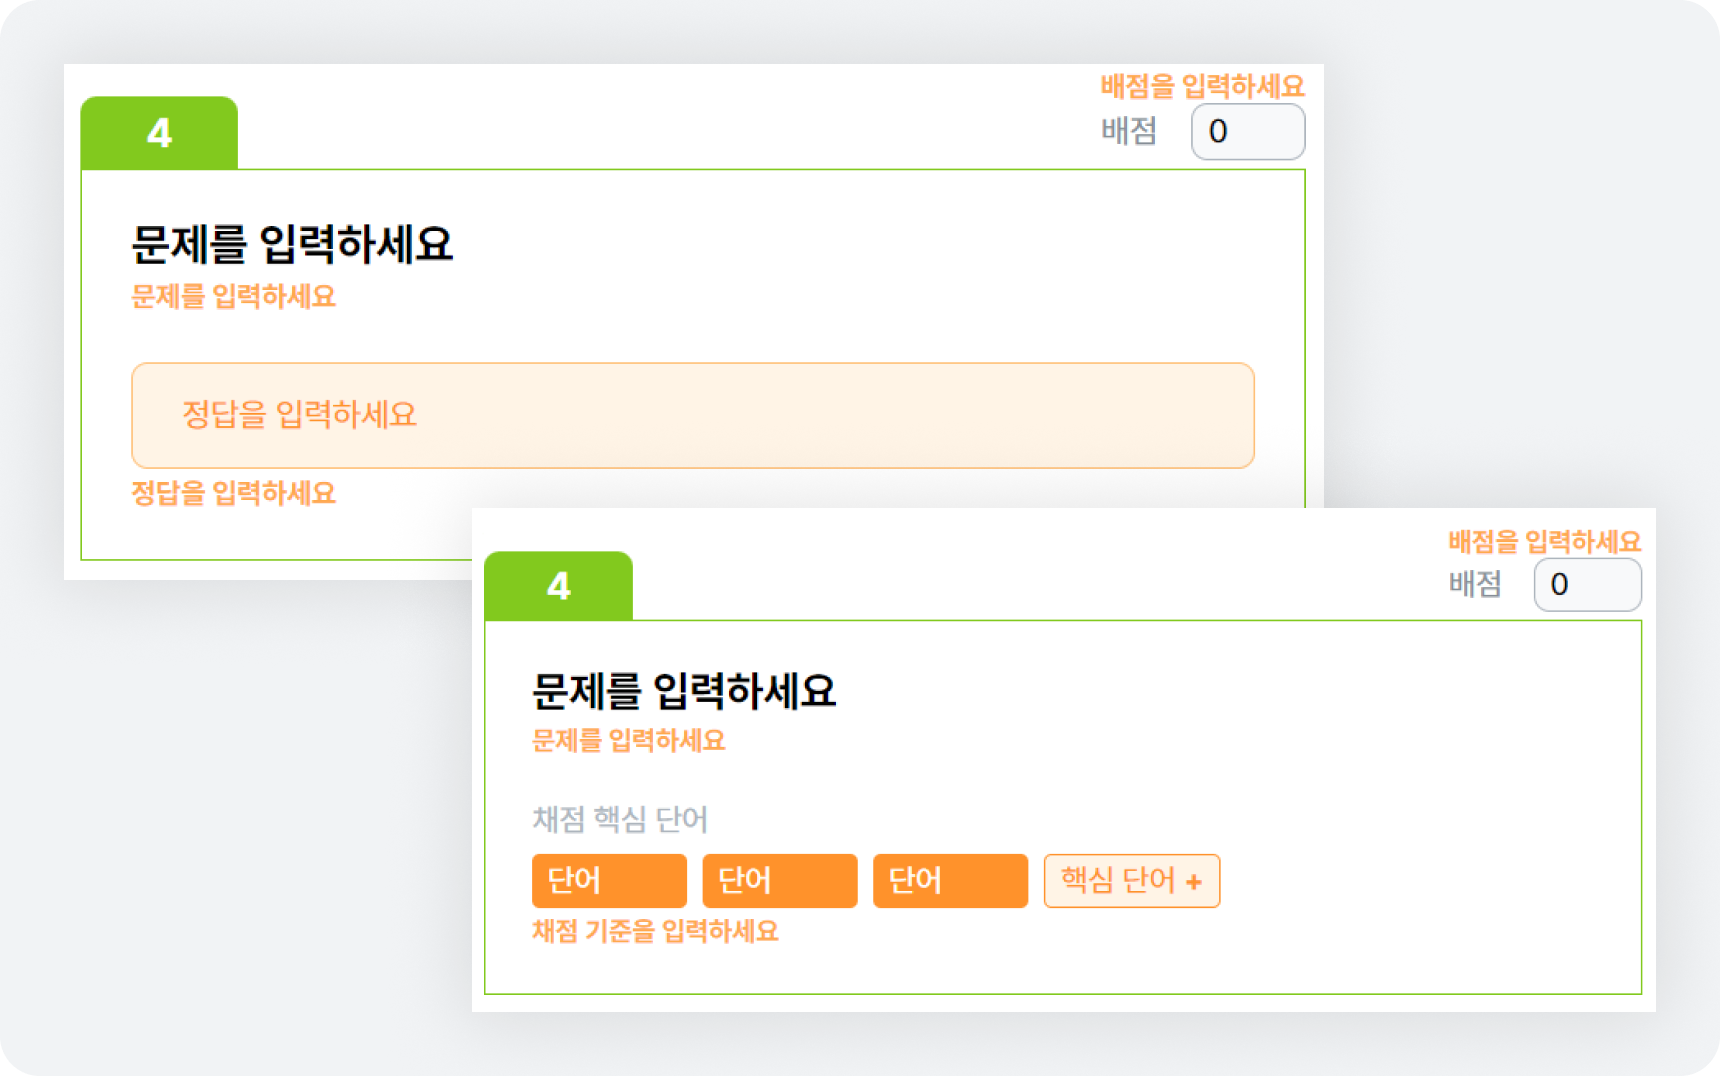 배점을 입력하세요
4
배점 0
문제를 입력하세요
문제를 입력하세요
정답을 입력하세요
정답을 입력하세요
배점을 입력하세요
4
배점 0
문제를 입력하세요
문제를 입력하세요
채점 핵심 단어
단어 단어 단어 핵심 단어 +
채점 기준을 입력하세요